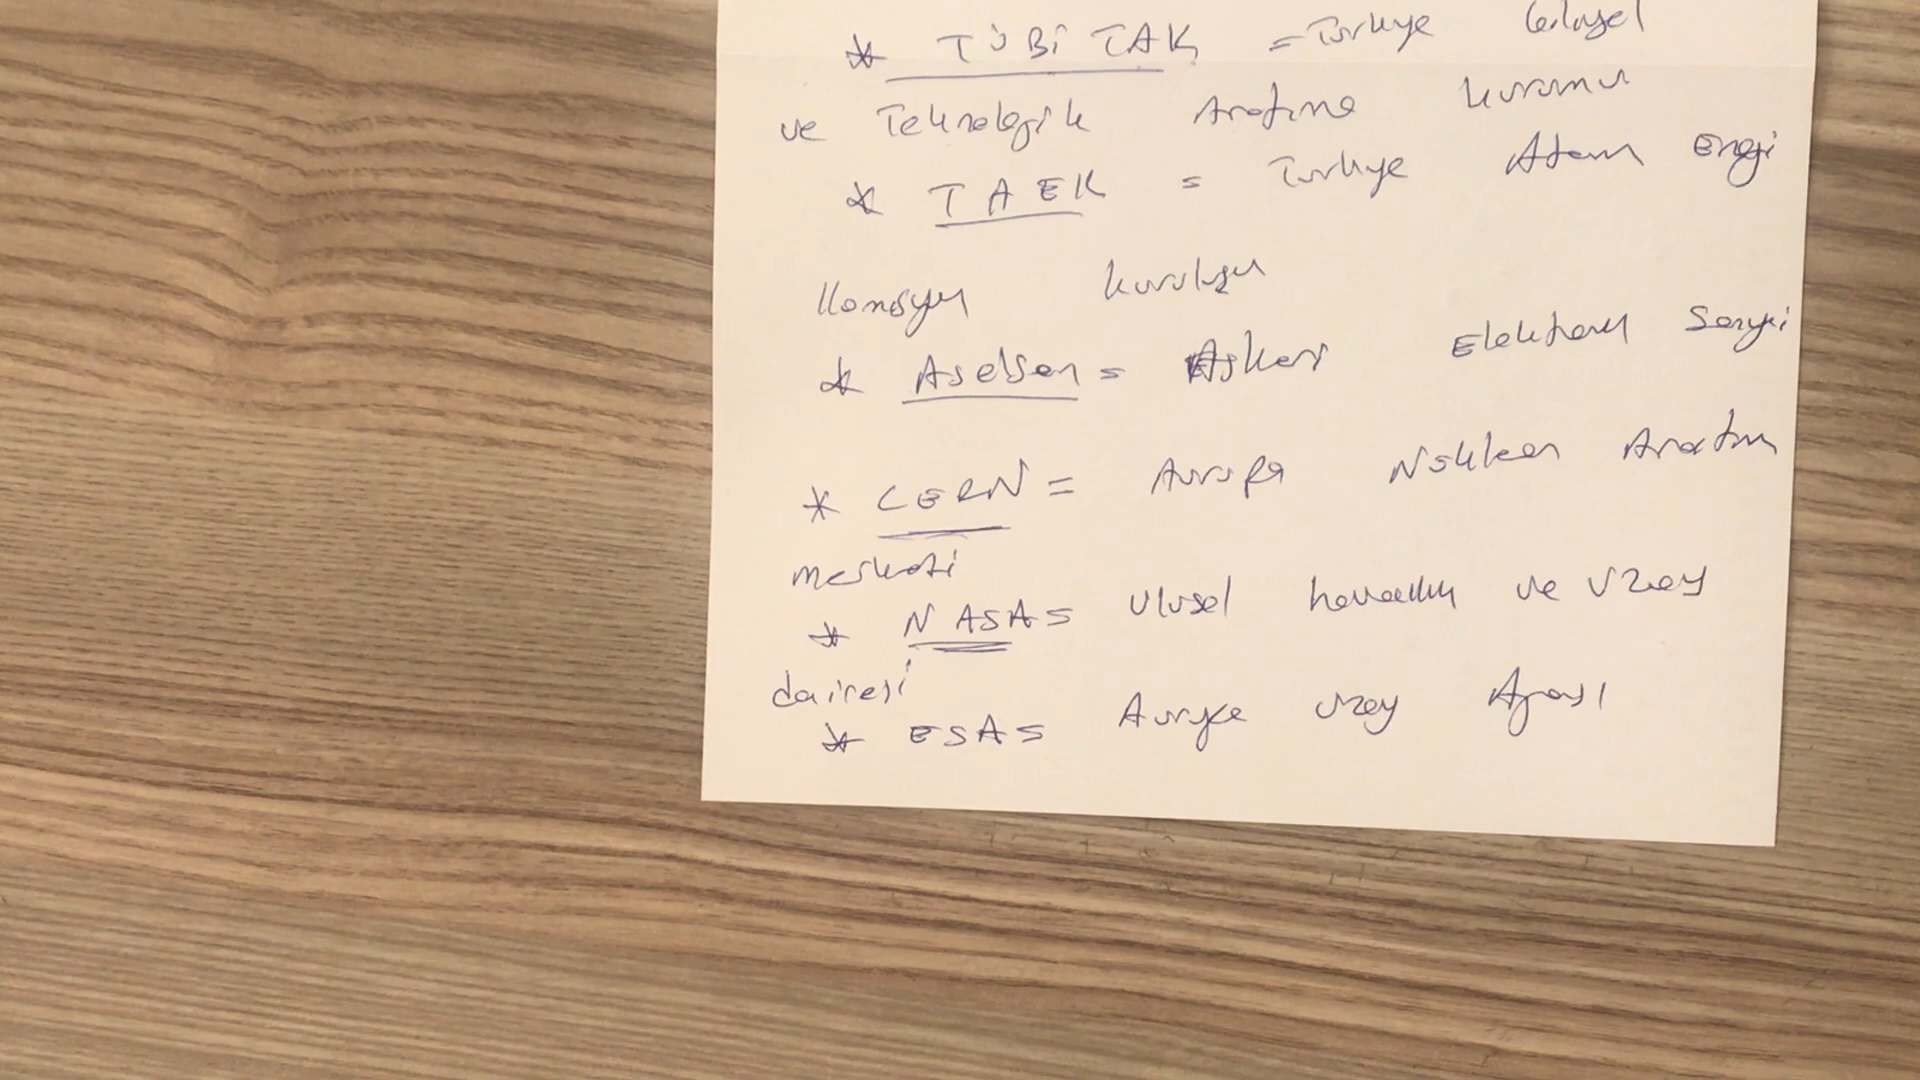 * TÜBİTAK = Türkiye bilimsel
ve Teknolojik Araştırma kurumu
* TAEK = Türkiye Atom Enerji
Komisyon kuruluşu
* Aselsan = Askeri Elektronik Sanayi
* CERN = Avrupa Nükleer Araştırma
merkezi
* NASA = Ulusal havacılık ve Uzay
dairesi
* ESA = Avrupa uzay Ajansı